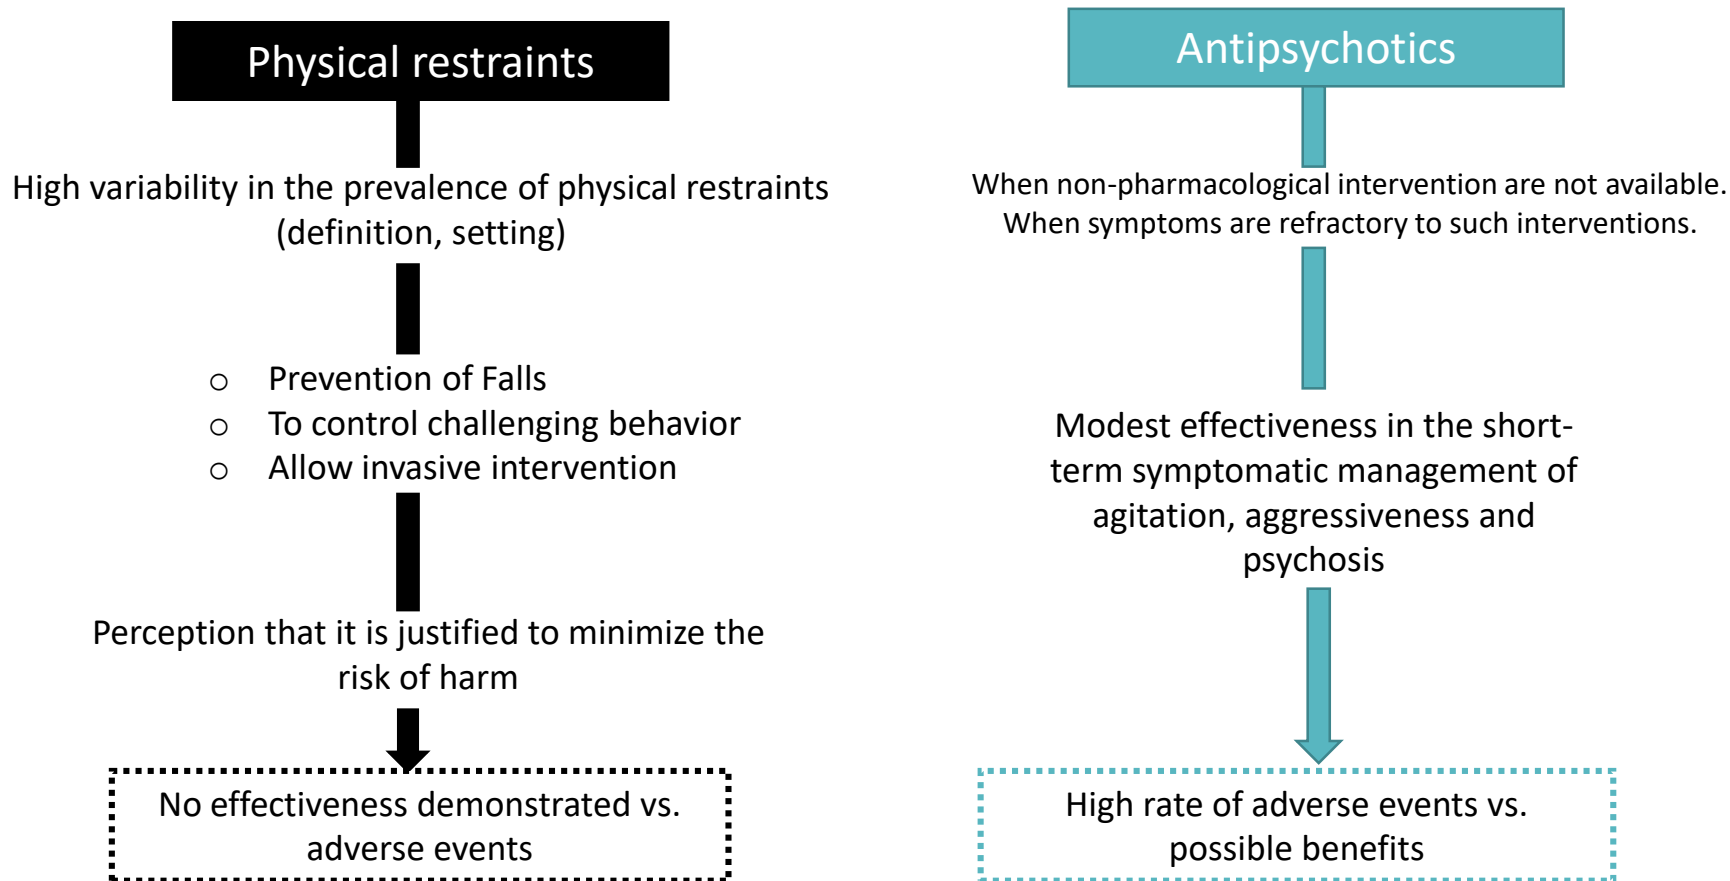 Physical restraints
High variability in the prevalence of physical restraints
(definition, setting)
o Prevention of Falls
o To control challenging behavior
o Allow invasive intervention
Perception that it is justified to minimize the
risk of harm
No effectiveness demonstrated vs.
adverse events
Antipsychotics
When non-pharmacological intervention are not available.
When symptoms are refractory to such interventions.
Modest effectiveness in the short-
term symptomatic management of
agitation, aggressiveness and
psychosis
High rate of adverse events vs.
possible benefits